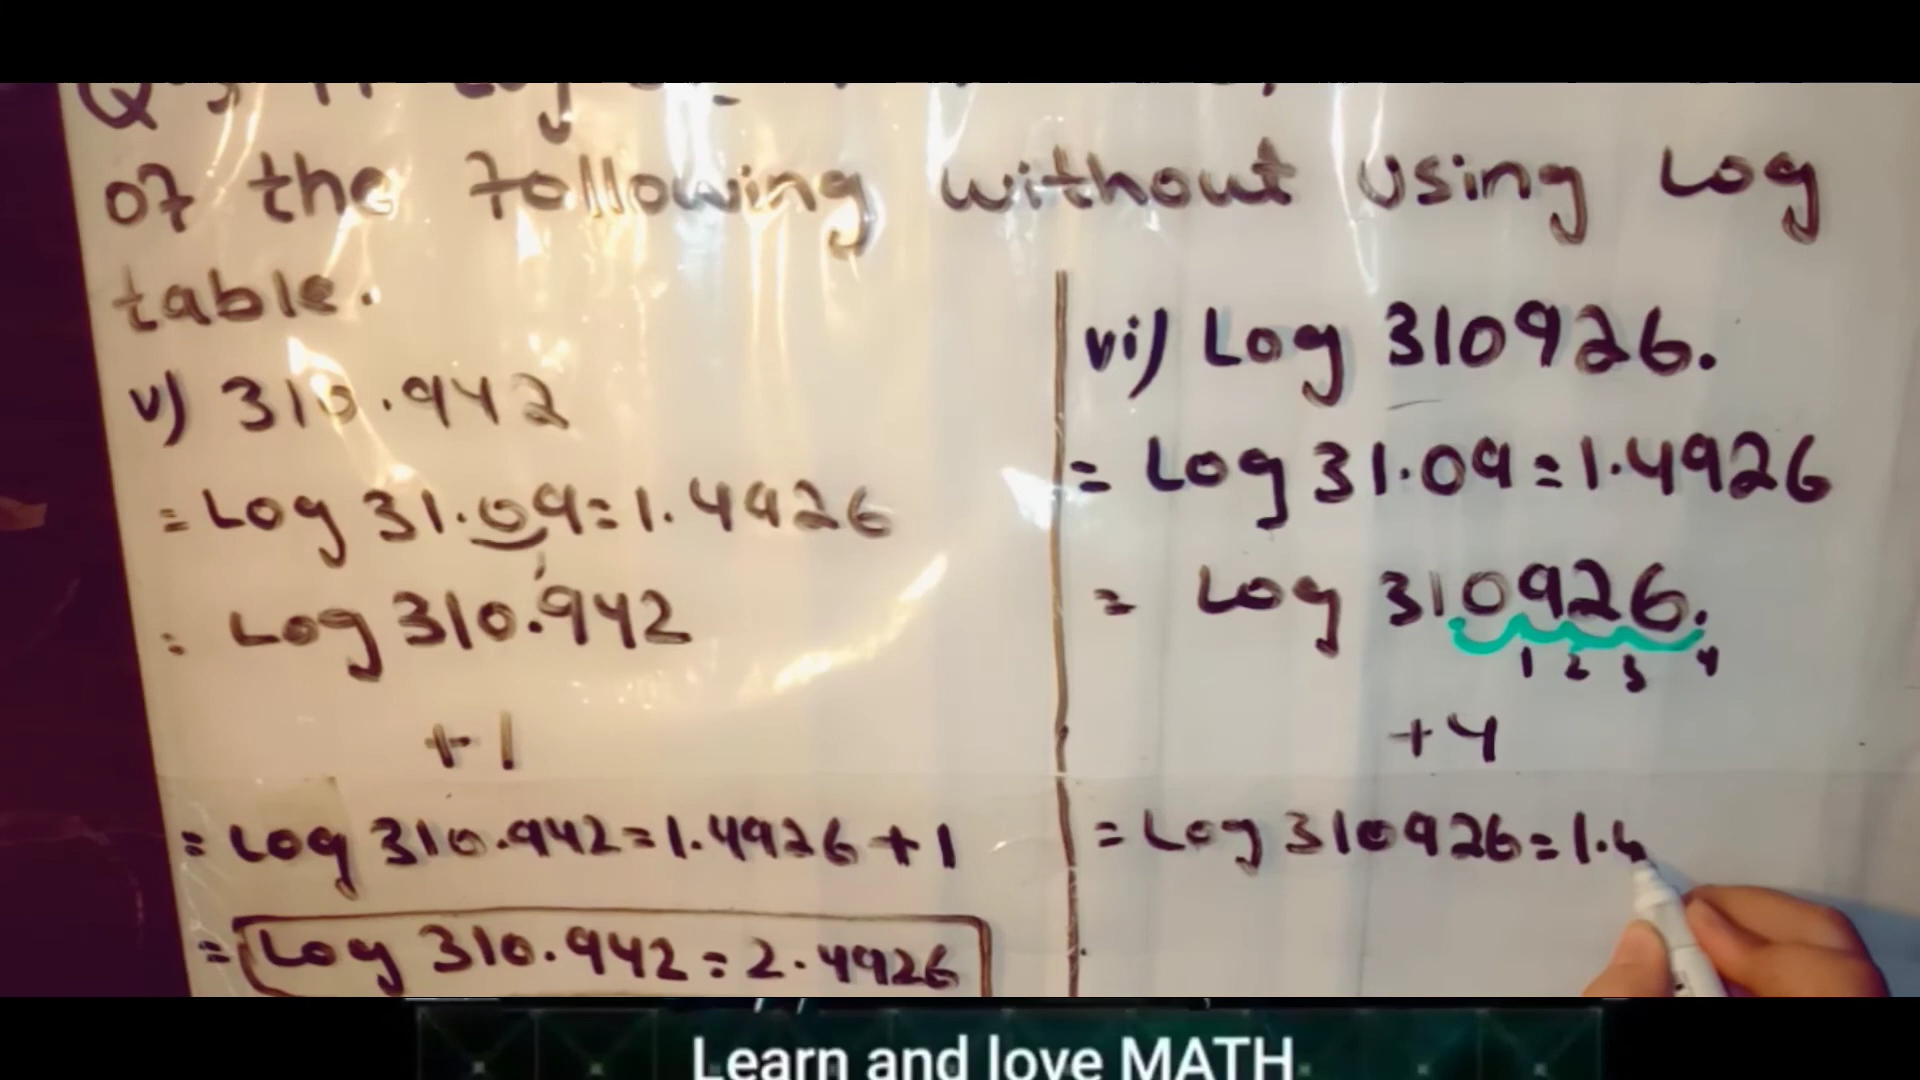 of the following without using Log
table.
v) 310.942
= Log 31.09 = 1.4926
= Log 310.942
+1
= Log 310.942 = 1.4926 + 1
= Log 310.942 = 2.4926
vi) Log 310926.
= Log 31.09 = 1.4926
= Log 310926.
1 2 3 4
+4
= Log 310926 = 1.4
Learn and love MATH